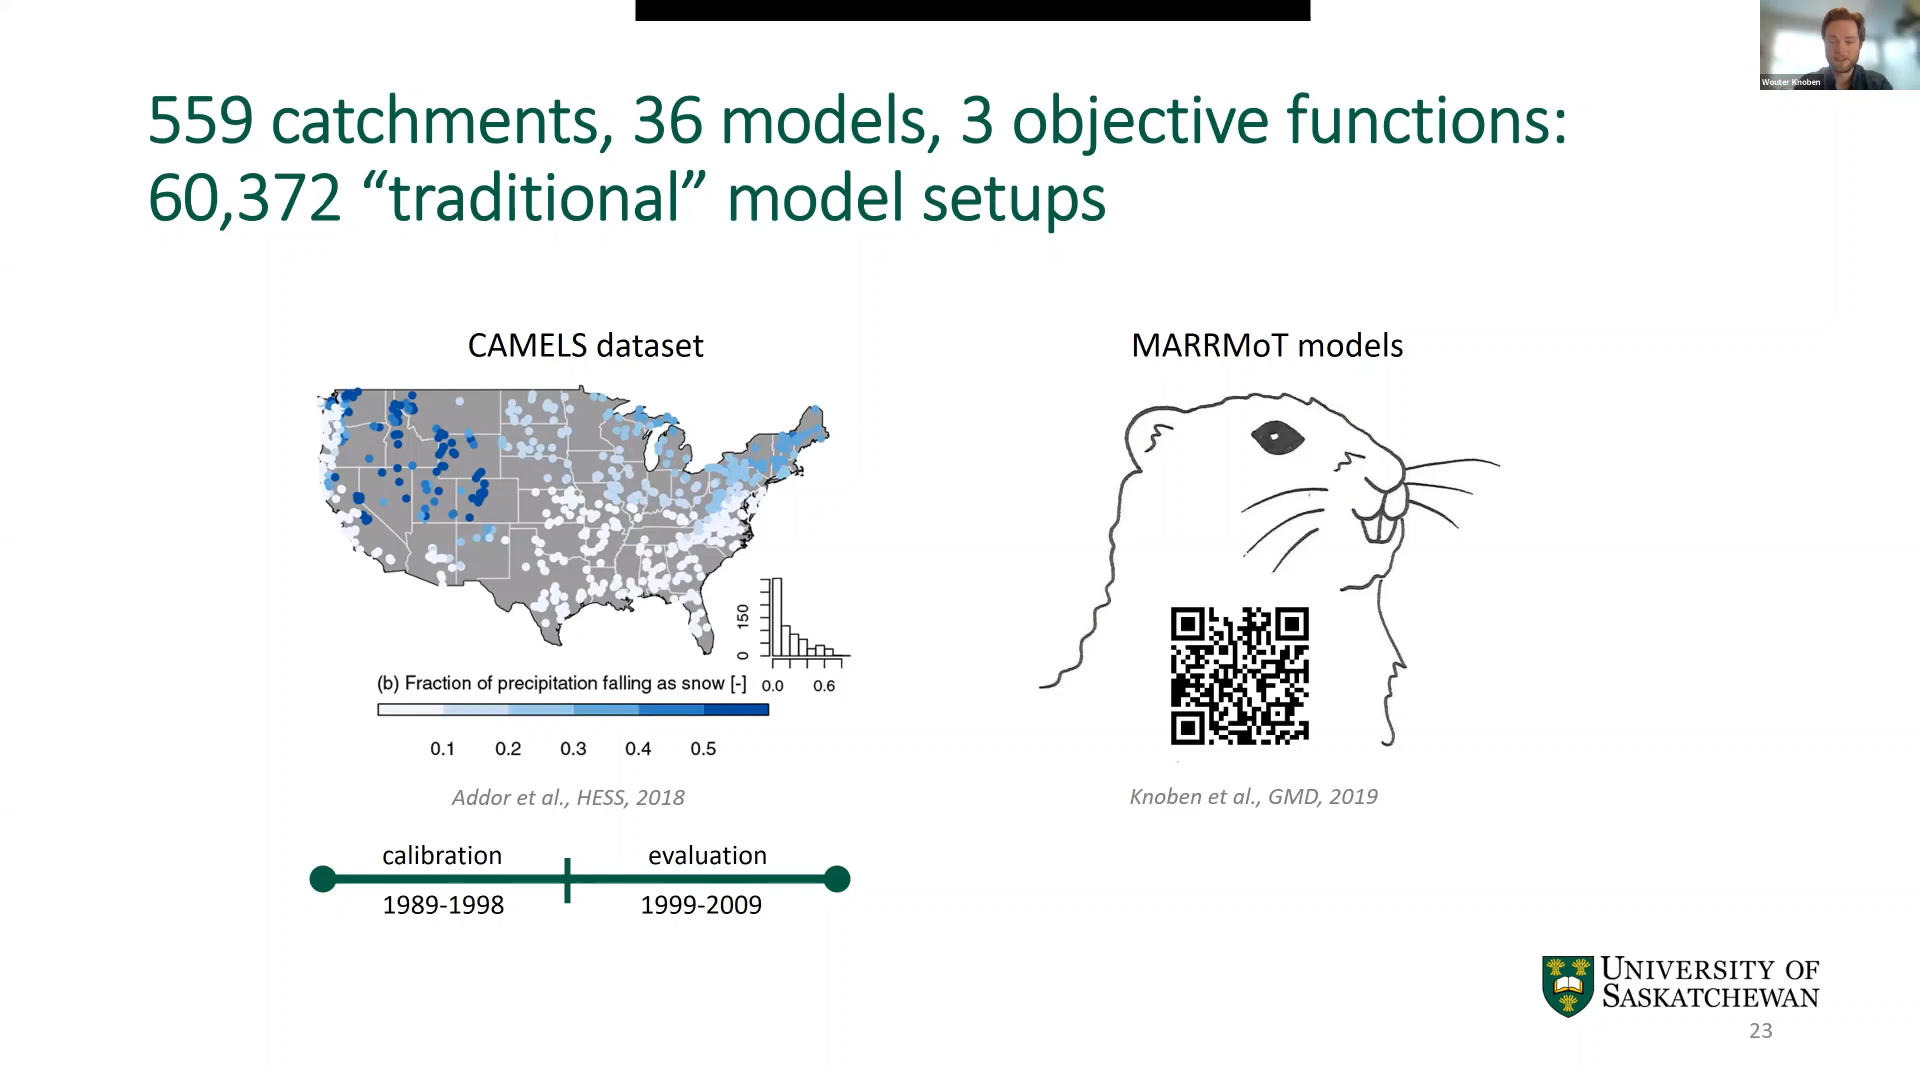 Wouter Knoben
559 catchments, 36 models, 3 objective functions:
60,372 “traditional” model setups
CAMELS dataset
150
0
0.0 0.6
(b) Fraction of precipitation falling as snow [-]
0.1 0.2 0.3 0.4 0.5
Addor et al., HESS, 2018
calibration evaluation
1989-1998 1999-2009
MARRMoT models
Knoben et al., GMD, 2019
UNIVERSITY OF
SASKATCHEWAN
23